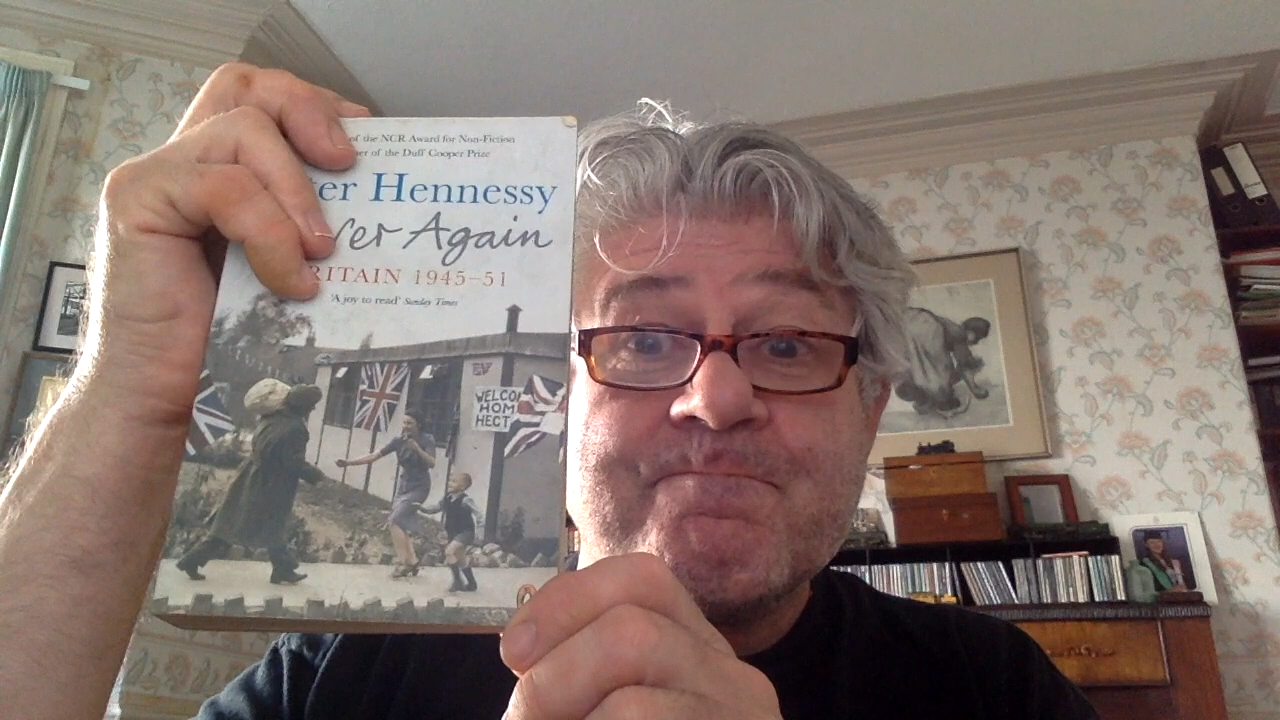 of the NCR Award for Non-Fiction
er of the Duff Cooper Prize
ter Hennessy
ver Again
RITAIN 1945–51
'A joy to read' Sunday Times
WELCO
HOM
HECT